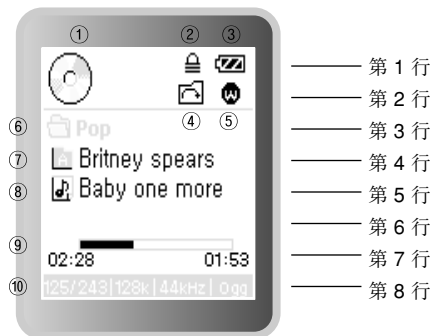 ① ② ③
第 1 行
第 2 行
④ ⑤
⑥ Pop 第 3 行
⑦ A Britney spears 第 4 行
⑧ Baby one more 第 5 行
第 6 行
⑨ 02:28 01:53 第 7 行
⑩ 125/243|128k|44kHz|Ogg 第 8 行